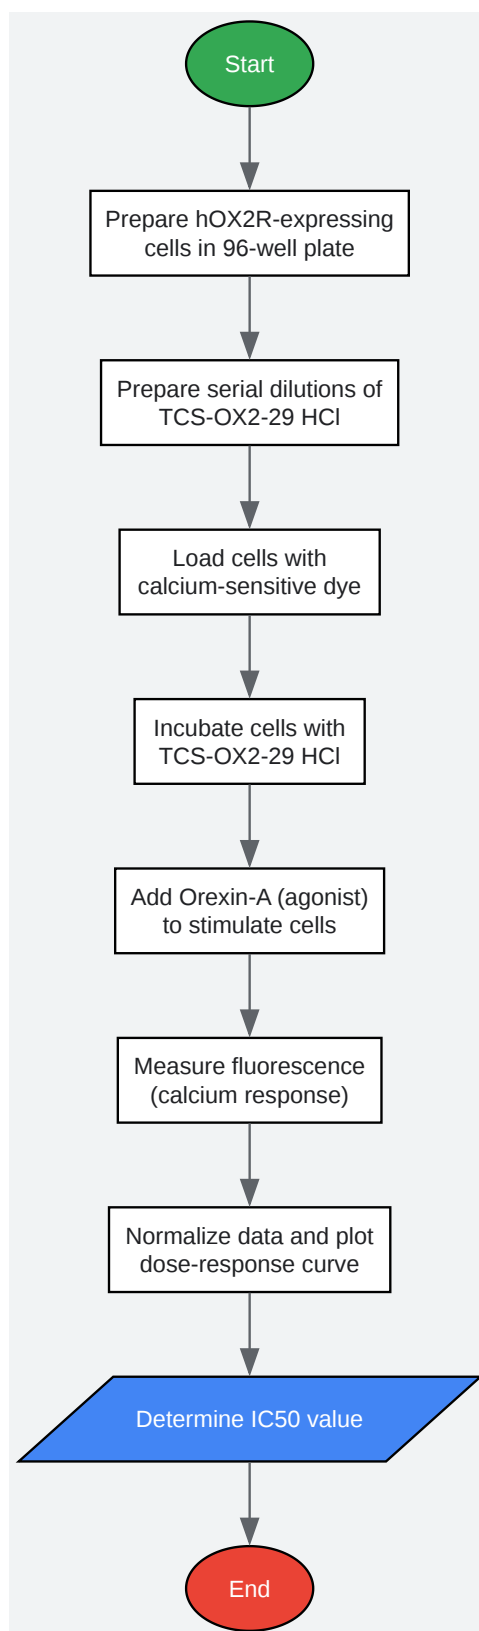 Start
Prepare hOX2R-expressing
cells in 96-well plate
Prepare serial dilutions of
TCS-OX2-29 HCl
Load cells with
calcium-sensitive dye
Incubate cells with
TCS-OX2-29 HCl
Add Orexin-A (agonist)
to stimulate cells
Measure fluorescence
(calcium response)
Normalize data and plot
dose-response curve
Determine IC50 value
End